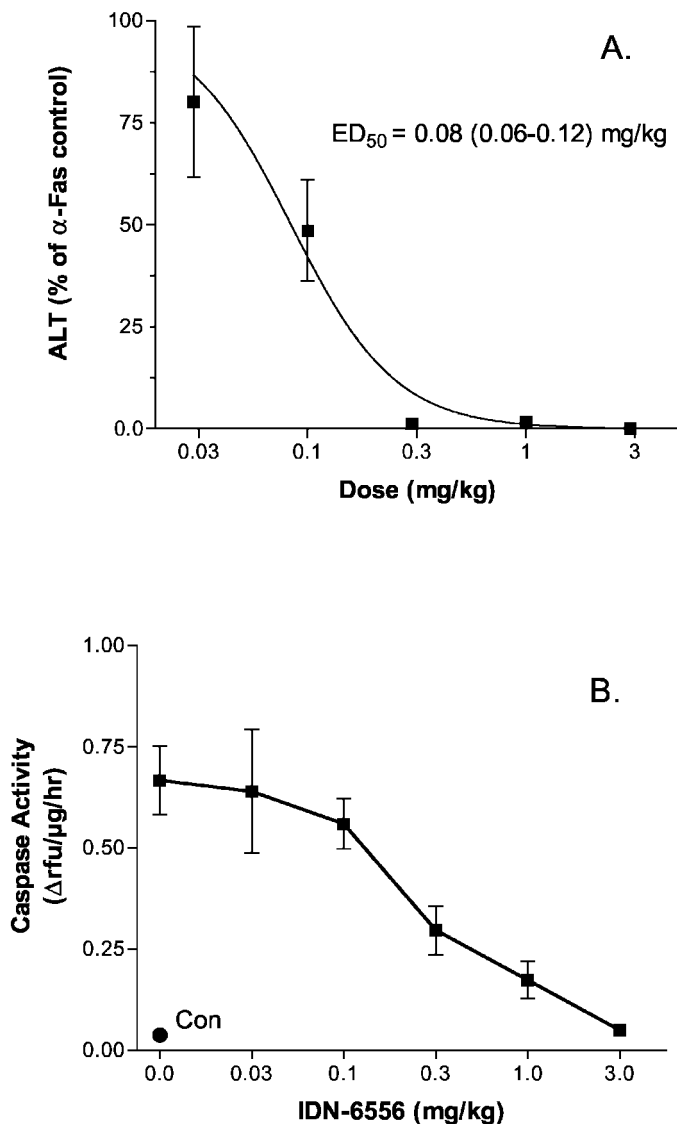 A.
ED50 = 0.08 (0.06-0.12) mg/kg
ALT (% of α-Fas control)
100
75
50
25
0.0
0.03 0.1 0.3 1 3
Dose (mg/kg)
B.
Caspase Activity
(Δrfu/µg/hr)
1.00
0.75
0.50
0.25
0.00
Con
0.0 0.03 0.1 0.3 1.0 3.0
IDN-6556 (mg/kg)